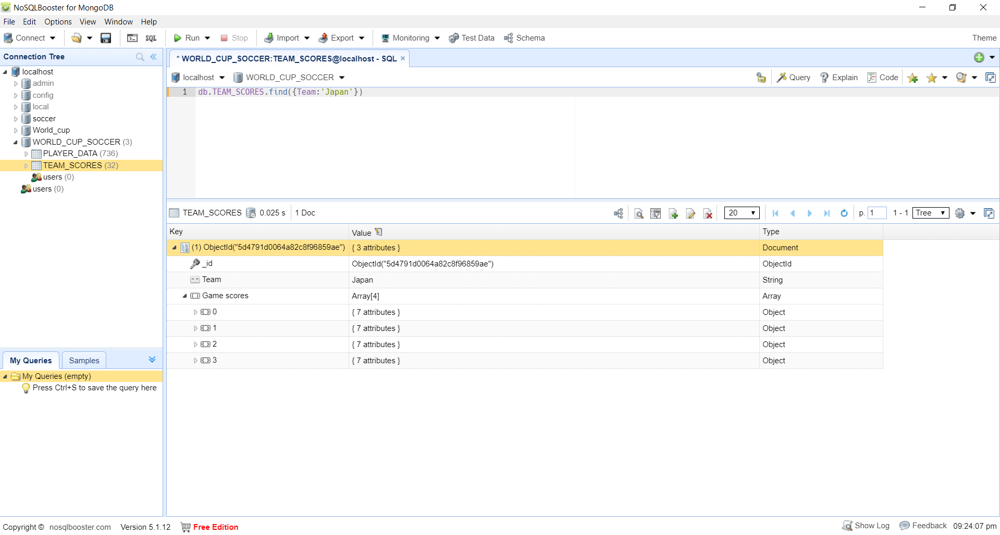 NoSQLBooster for MongoDB
File Edit Options View Window Help
Connect SQL Run Stop Import Export Monitoring Test Data Schema Theme
Connection Tree
localhost
admin
config
local
soccer
World_cup
WORLD_CUP_SOCCER (3)
PLAYER_DATA (736)
TEAM_SCORES (32)
users (0)
users (0)
My Queries Samples
My Queries (empty)
Press Ctrl+S to save the query here
* WORLD_CUP_SOCCER:TEAM_SCORES@localhost - SQL ×
localhost WORLD_CUP_SOCCER Query Explain Code
1 db.TEAM_SCORES.find({Team:'Japan'})
TEAM_SCORES 0.025 s 1 Doc 20 p. 1 1 - 1 Tree
Key Value Type
(1) ObjectId("5d4791d0064a82c8f96859ae") { 3 attributes } Document
_id ObjectId("5d4791d0064a82c8f96859ae") ObjectId
Team Japan String
Game scores Array[4] Array
0 { 7 attributes } Object
1 { 7 attributes } Object
2 { 7 attributes } Object
3 { 7 attributes } Object
Copyright © nosqlbooster.com Version 5.1.12 Free Edition Show Log Feedback 09:24:07 pm